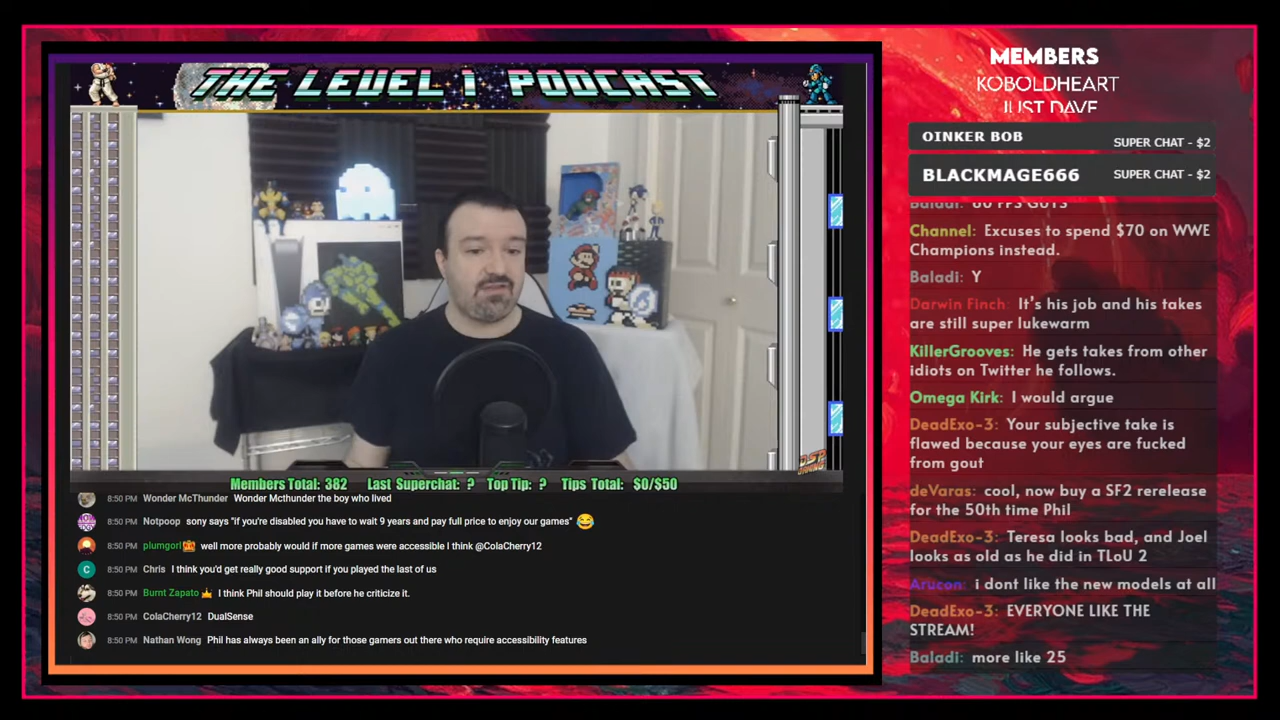 THE LEVEL 1 PODCAST
DSP
GAMING
Members Total: 382 Last Superchat: ? Top Tip: ? Tips Total: $0/$50
8:50 PM Wonder McThunder Wonder Mcthunder the boy who lived
8:50 PM Notpoop sony says "if you're disabled you have to wait 9 years and pay full price to enjoy our games" 😂
8:50 PM plumgorl well more probably would if more games were accessible I think @ColaCherry12
C 8:50 PM Chris I think you'd get really good support if you played the last of us
8:50 PM Burnt Zapato I think Phil should play it before he criticize it.
8:50 PM ColaCherry12 DualSense
8:50 PM Nathan Wong Phil has always been an ally for those gamers out there who require accessibility features
MEMBERS
KOBOLDHEART
JUST DAVE
OINKER BOB SUPER CHAT - $2
BLACKMAGE666 SUPER CHAT - $2
Baladi: 60 FPS GUYS
Channel: Excuses to spend $70 on WWE
Champions instead.
Baladi: Y
Darwin Finch: It's his job and his takes
are still super lukewarm
KillerGrooves: He gets takes from other
idiots on Twitter he follows.
Omega Kirk: I would argue
DeadExo-3: Your subjective take is
flawed because your eyes are fucked
from gout
deVaras: cool, now buy a SF2 rerelease
for the 50th time Phil
DeadExo-3: Teresa looks bad, and Joel
looks as old as he did in TLoU 2
Arucon: i dont like the new models at all
DeadExo-3: EVERYONE LIKE THE
STREAM!
Baladi: more like 25